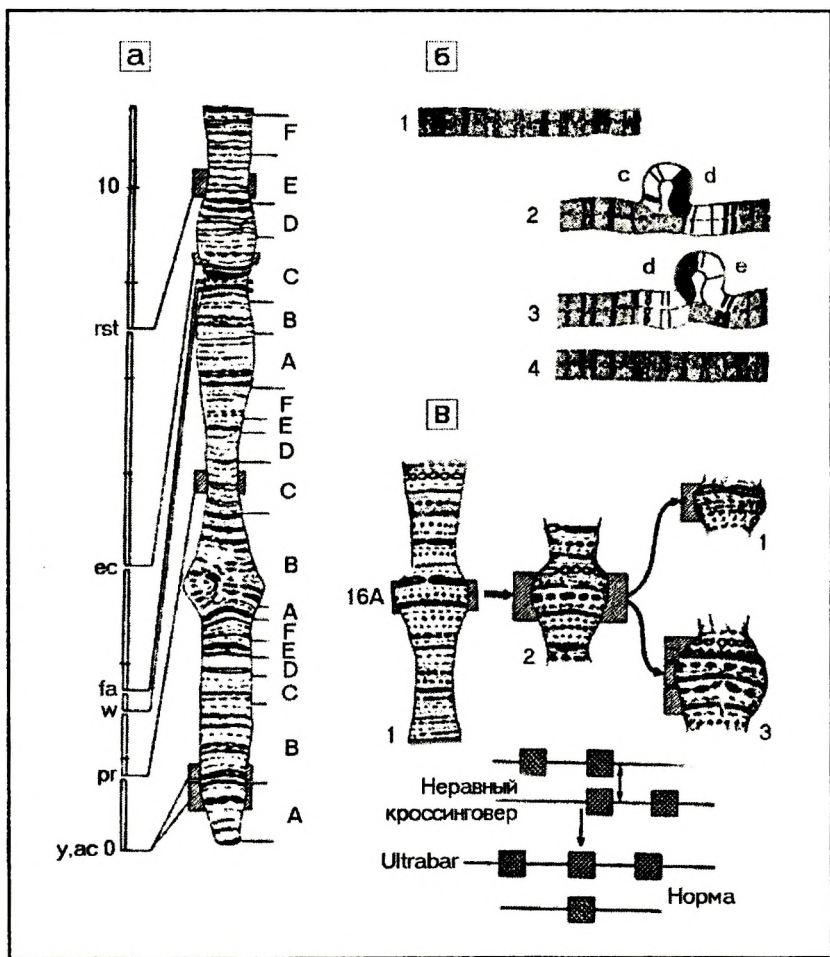 а
F
10
E
D
C
rst
B
A
F
E
D
C
ec
B
A
F
E
D
fa
C
w
B
pr
A
y,ac 0
б
1
c d
2
d e
3
4
в
16А
1
2
1
3
Неравный
кроссинговер
Ultrabar
Норма